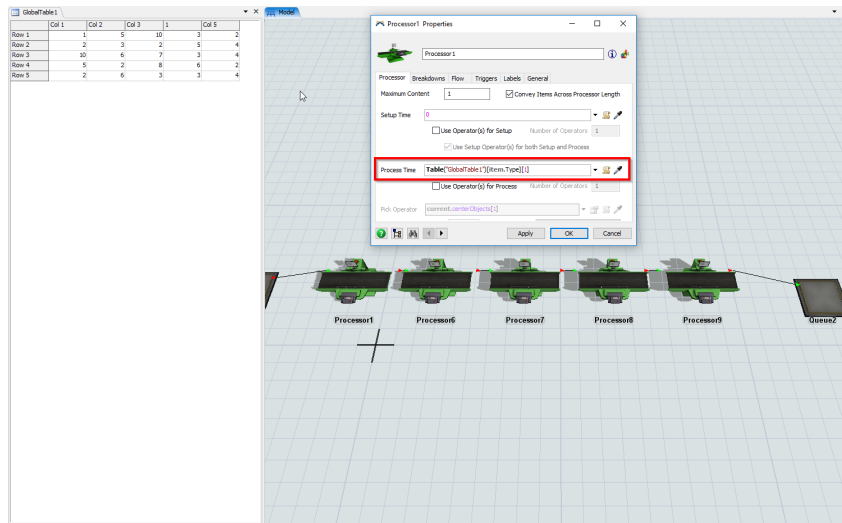 GlobalTable1
Col 1 Col 2 Col 3 1 Col 5
Row 1 1 5 10 3 2
Row 2 2 3 2 5 4
Row 3 10 6 7 3 4
Row 4 5 2 8 6 2
Row 5 2 6 3 3 4
Model
Processor1 Properties
Processor1
Processor Breakdowns Flow Triggers Labels General
Maximum Content 1 Convey Items Across Processor Length
Setup Time 0
Use Operator(s) for Setup Number of Operators 1
Use Setup Operator(s) for both Setup and Process
Process Time Table("GlobalTable1")[item.Type][1]
Use Operator(s) for Process Number of Operators 1
Pick Operator current.centerObjects[1]
Apply OK Cancel
Processor1 Processor6 Processor7 Processor8 Processor9 Queue2